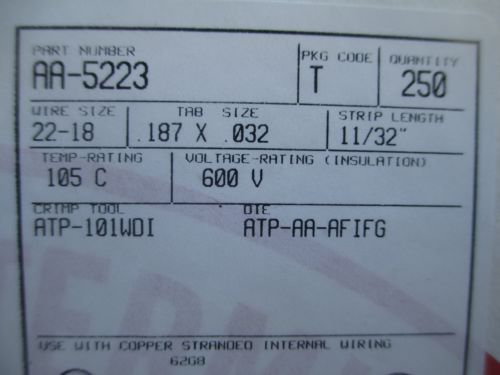 PART NUMBER PKG CODE QUANTITY
AA-5223 T 250
WIRE SIZE TAB SIZE STRIP LENGTH
22-18 .187 X .032 11/32"
TEMP-RATING VOLTAGE-RATING (INSULATION)
105 C 600 V
CRIMP TOOL DIE
ATP-101WDI ATP-AA-AFIFG
USE WITH COPPER STRANDED INTERNAL WIRING
6208